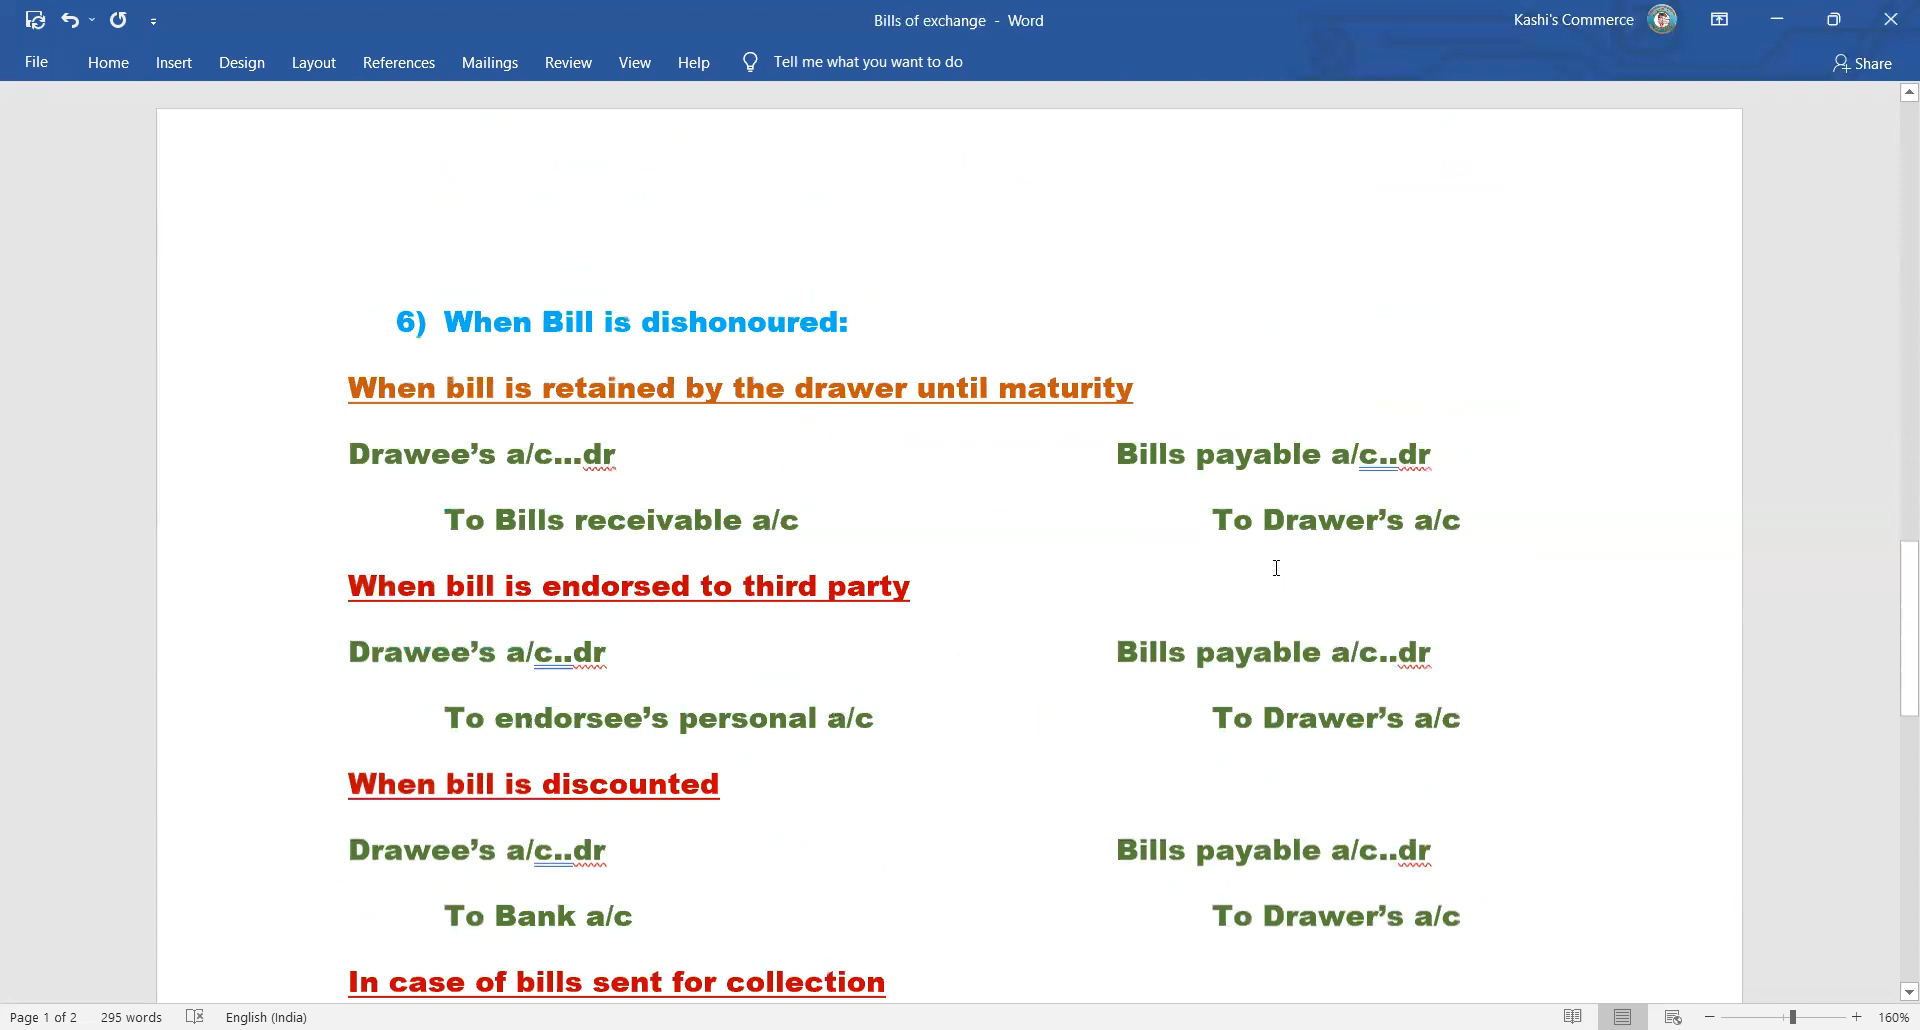 Bills of exchange - Word
Kashi's Commerce
File Home Insert Design Layout References Mailings Review View Help Tell me what you want to do
Share
6) When Bill is dishonoured:
When bill is retained by the drawer until maturity
Drawee’s a/c...dr Bills payable a/c..dr
To Bills receivable a/c To Drawer’s a/c
When bill is endorsed to third party
Drawee’s a/c..dr Bills payable a/c..dr
To endorsee’s personal a/c To Drawer’s a/c
When bill is discounted
Drawee’s a/c..dr Bills payable a/c..dr
To Bank a/c To Drawer’s a/c
In case of bills sent for collection
Page 1 of 2 295 words English (India) 160%